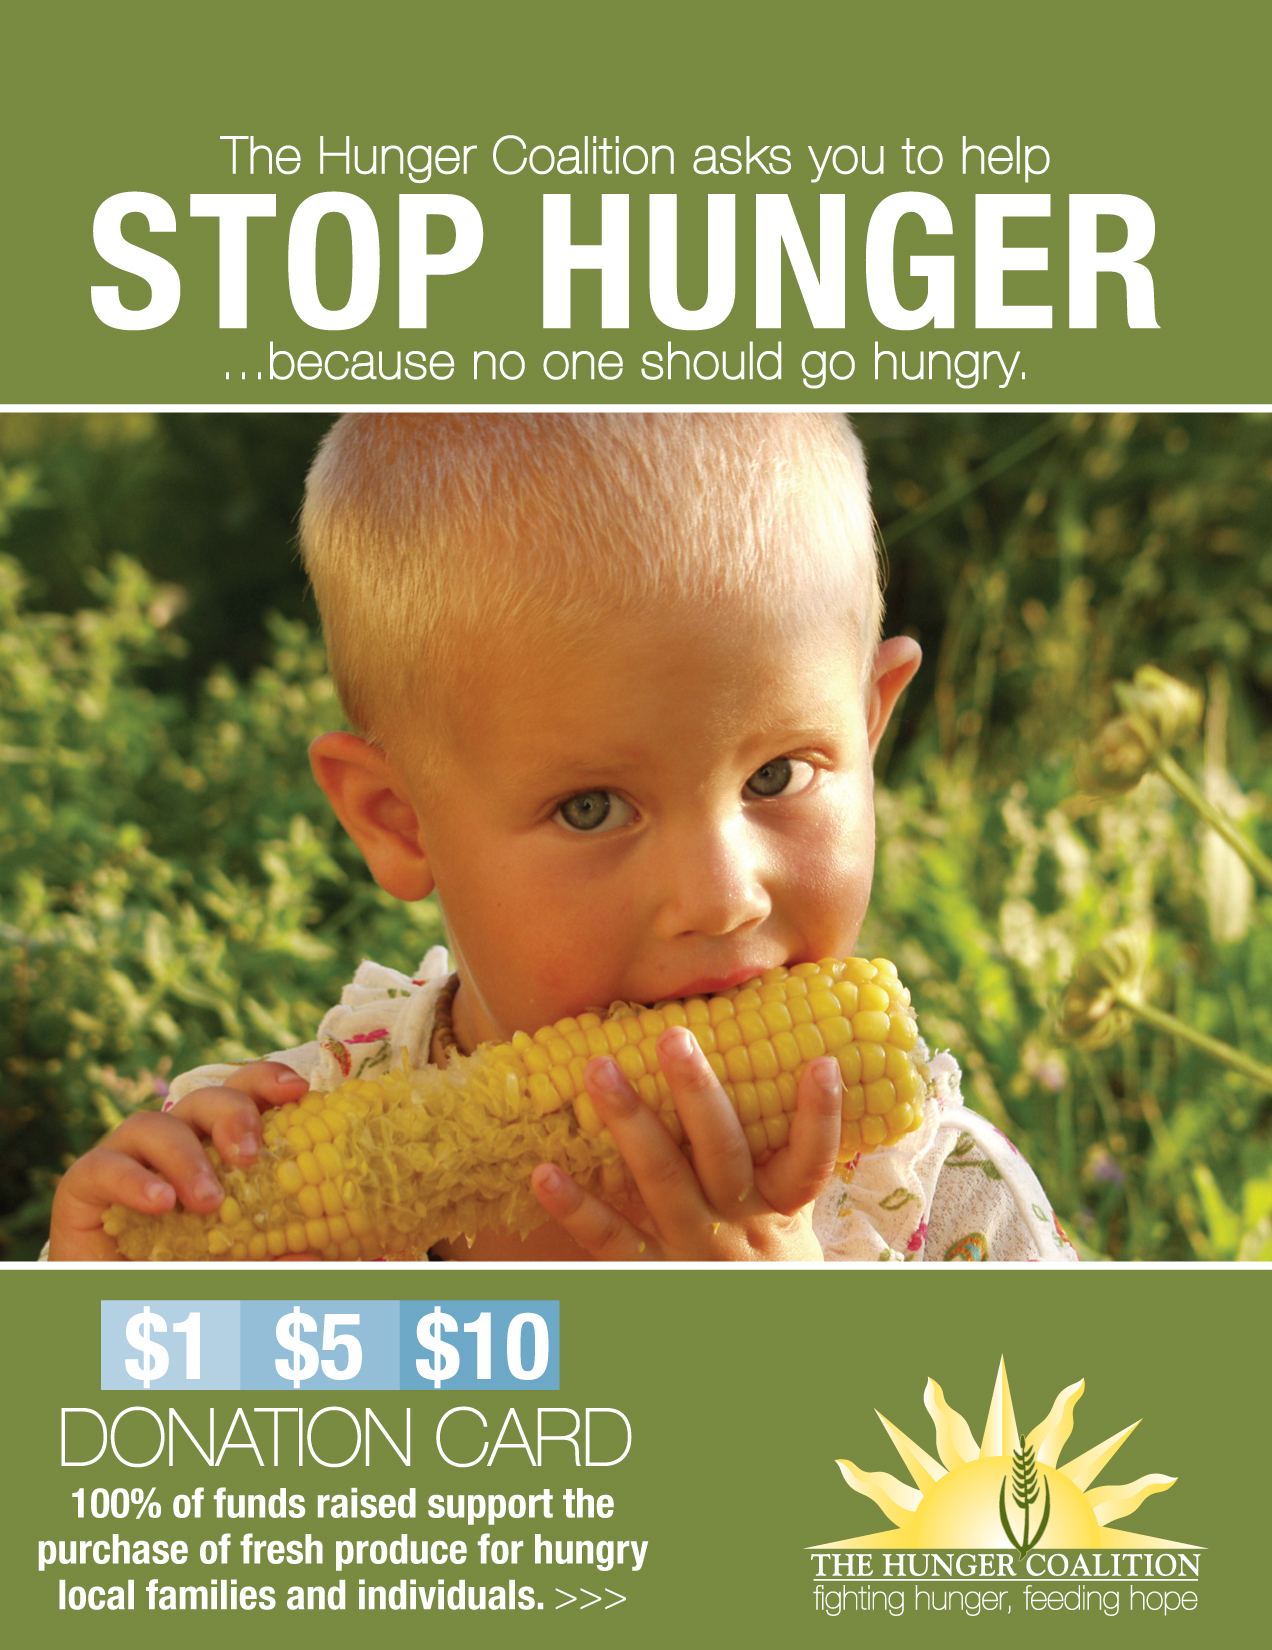 The Hunger Coalition asks you to help
STOP HUNGER
...because no one should go hungry.
$1 $5 $10
DONATION CARD
100% of funds raised support the
purchase of fresh produce for hungry
local families and individuals. >>>
THE HUNGER COALITION
fighting hunger, feeding hope